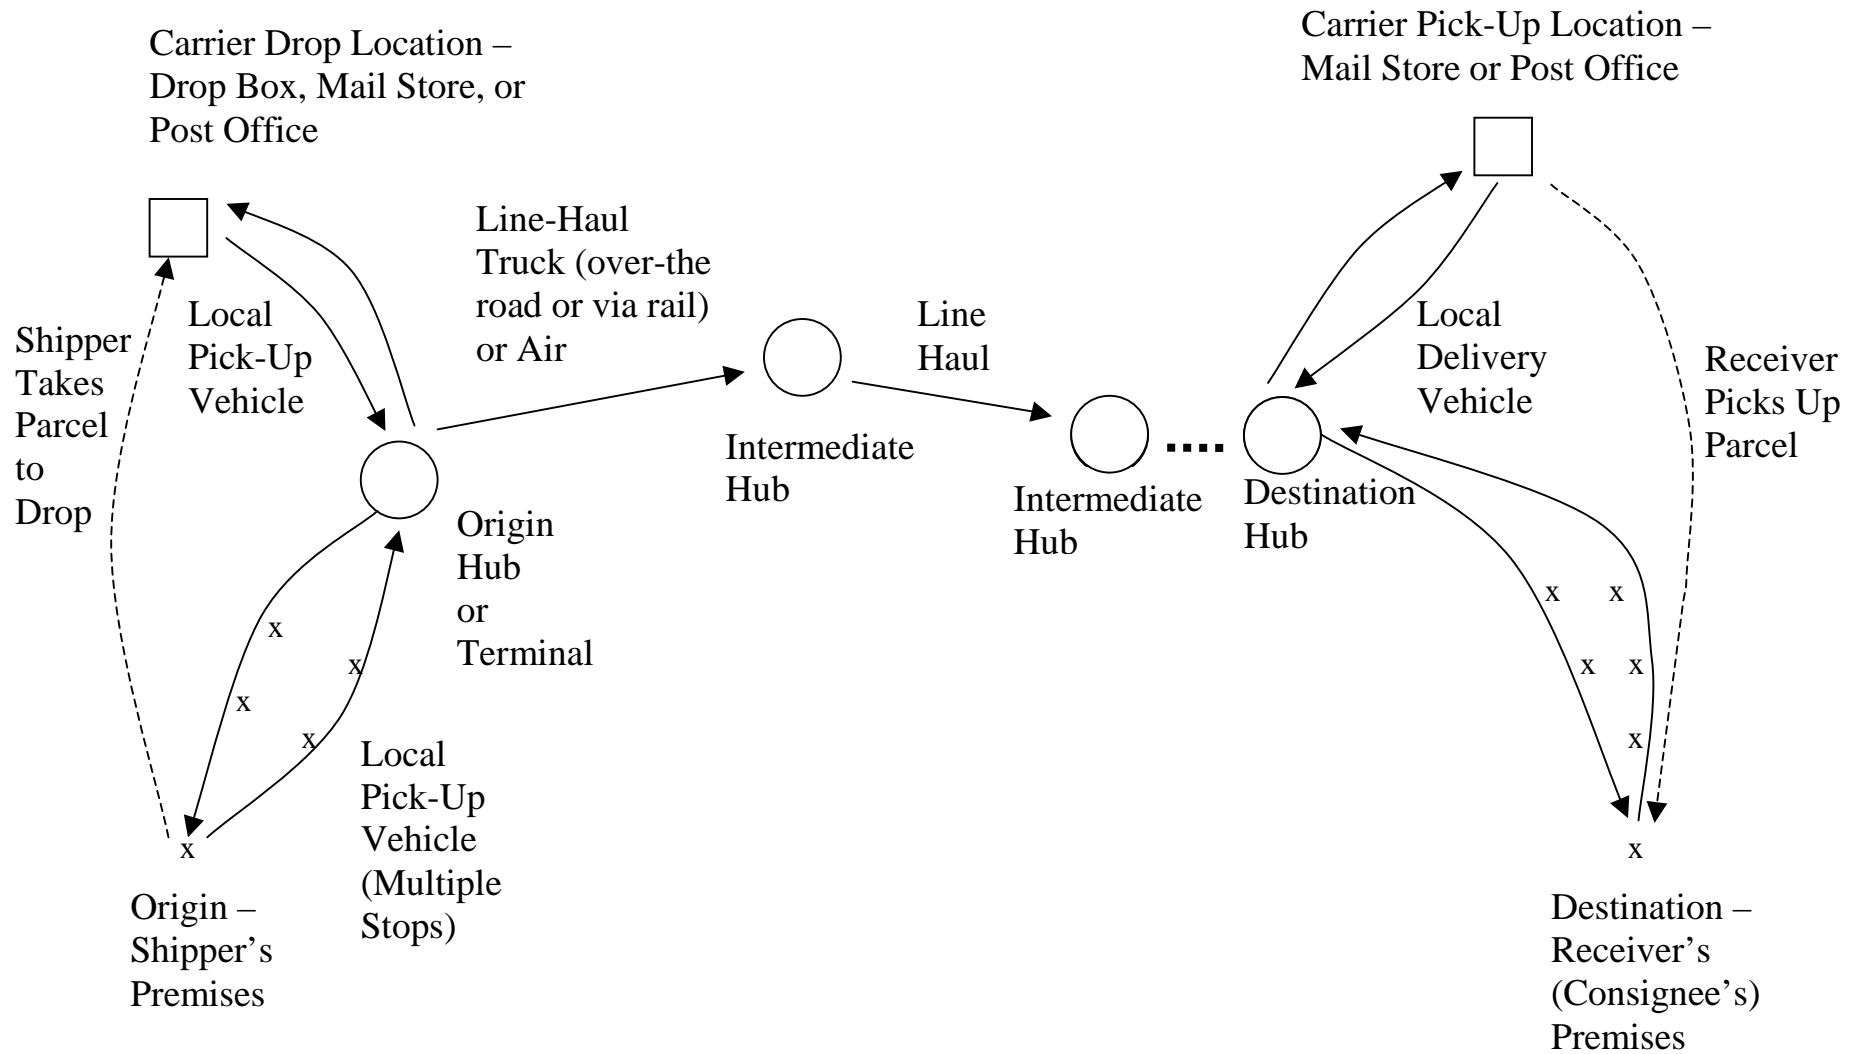 Carrier Drop Location –
Drop Box, Mail Store, or
Post Office
Carrier Pick-Up Location –
Mail Store or Post Office
Line-Haul
Truck (over-the
road or via rail)
or Air
Local
Pick-Up
Vehicle
Shipper
Takes
Parcel
to
Drop
Line
Haul
Local
Delivery
Vehicle
Receiver
Picks Up
Parcel
Intermediate
Hub
Intermediate
Hub
Destination
Hub
Origin
Hub
or
Terminal
x
x
x
x
x
x x
x x
x
x
Local
Pick-Up
Vehicle
(Multiple
Stops)
Origin –
Shipper’s
Premises
Destination –
Receiver’s
(Consignee’s)
Premises